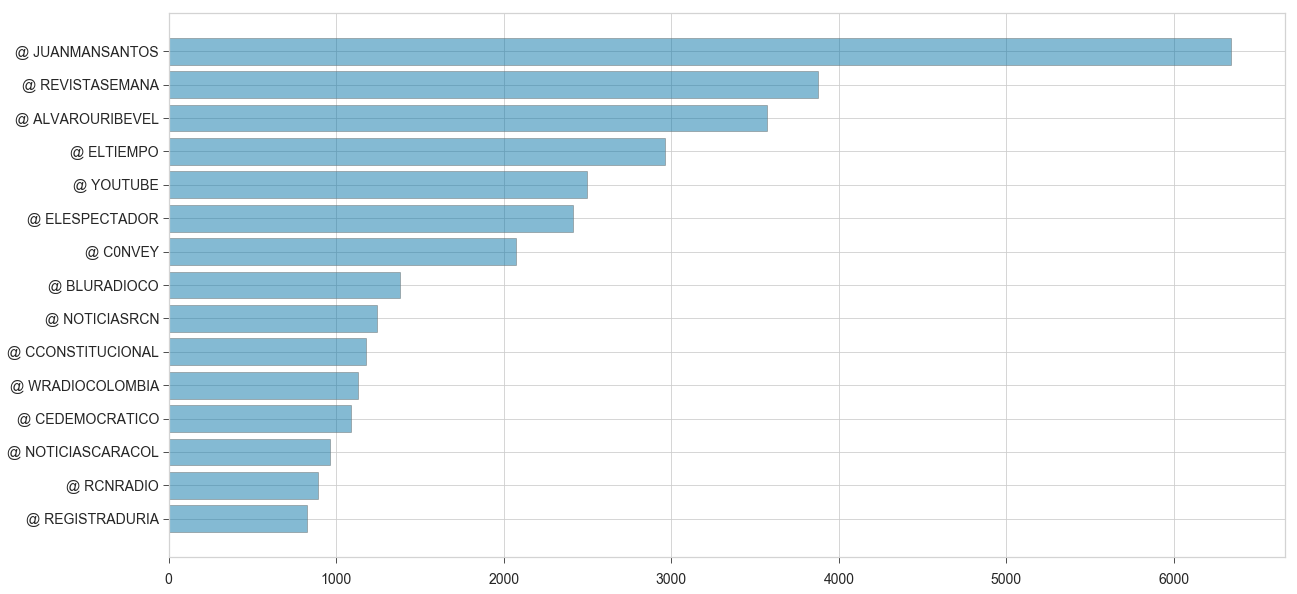 @ JUANMANSANTOS
@ REVISTASEMANA
@ ALVAROURIBEVEL
@ ELTIEMPO
@ YOUTUBE
@ ELESPECTADOR
@ C0NVEY
@ BLURADIOCO
@ NOTICIASRCN
@ CCONSTITUCIONAL
@ WRADIOCOLOMBIA
@ CEDEMOCRATICO
@ NOTICIASCARACOL
@ RCNRADIO
@ REGISTRADURIA
0 1000 2000 3000 4000 5000 6000